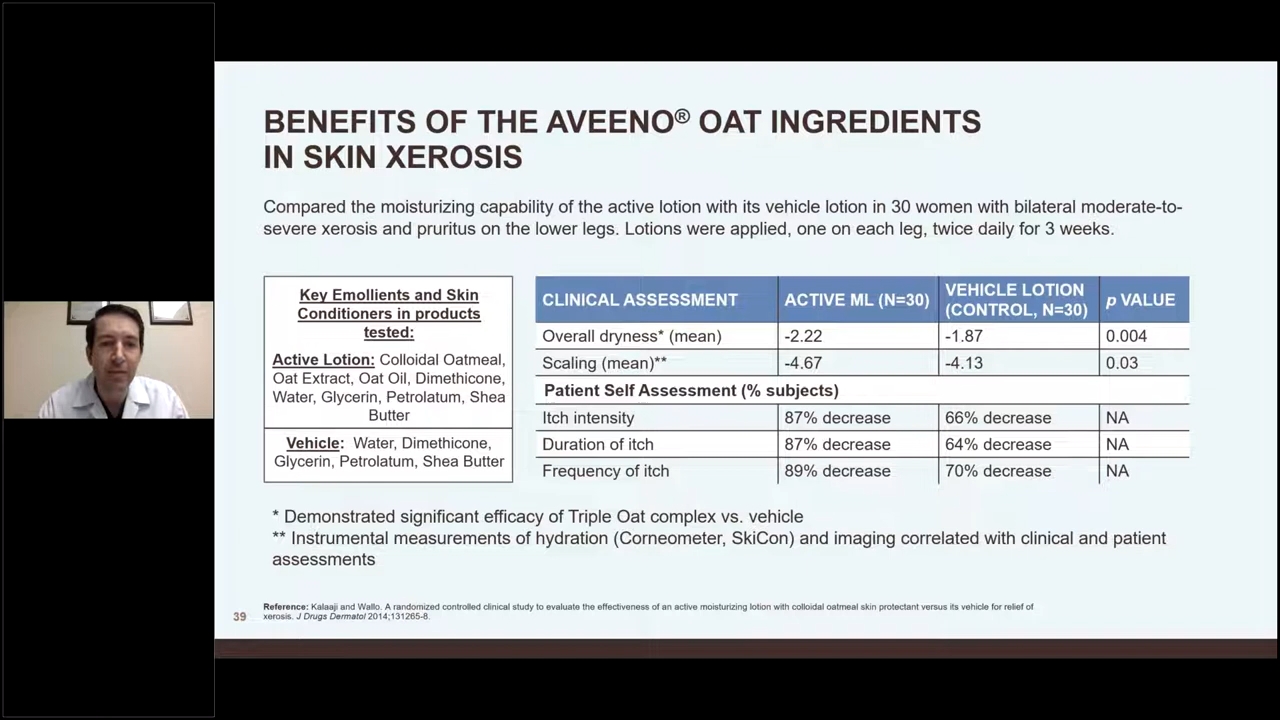 BENEFITS OF THE AVEENO® OAT INGREDIENTS
IN SKIN XEROSIS
Compared the moisturizing capability of the active lotion with its vehicle lotion in 30 women with bilateral moderate-to-
severe xerosis and pruritus on the lower legs. Lotions were applied, one on each leg, twice daily for 3 weeks.
Key Emollients and Skin
Conditioners in products
tested:
Active Lotion: Colloidal Oatmeal,
Oat Extract, Oat Oil, Dimethicone,
Water, Glycerin, Petrolatum, Shea
Butter
Vehicle: Water, Dimethicone,
Glycerin, Petrolatum, Shea Butter
CLINICAL ASSESSMENT ACTIVE ML (N=30) VEHICLE LOTION (CONTROL, N=30) p VALUE
Overall dryness* (mean) -2.22 -1.87 0.004
Scaling (mean)** -4.67 -4.13 0.03
Patient Self Assessment (% subjects)
Itch intensity 87% decrease 66% decrease NA
Duration of itch 87% decrease 64% decrease NA
Frequency of itch 89% decrease 70% decrease NA
* Demonstrated significant efficacy of Triple Oat complex vs. vehicle
** Instrumental measurements of hydration (Corneometer, SkiCon) and imaging correlated with clinical and patient
assessments
Reference: Kalaaji and Wallo. A randomized controlled clinical study to evaluate the effectiveness of an active moisturizing lotion with colloidal oatmeal skin protectant versus its vehicle for relief of
xerosis. J Drugs Dermatol 2014;131265-8.
39